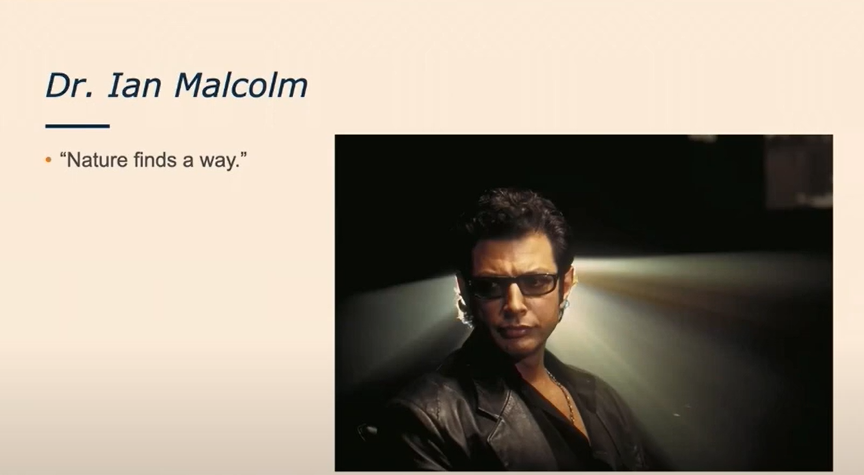 Dr. Ian Malcolm
• “Nature finds a way.”